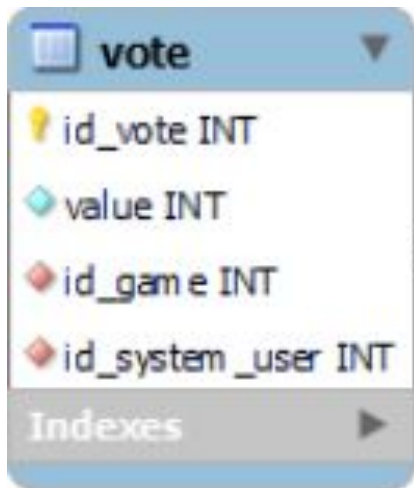 vote
id_vote INT
value INT
id_game INT
id_system_user INT
Indexes